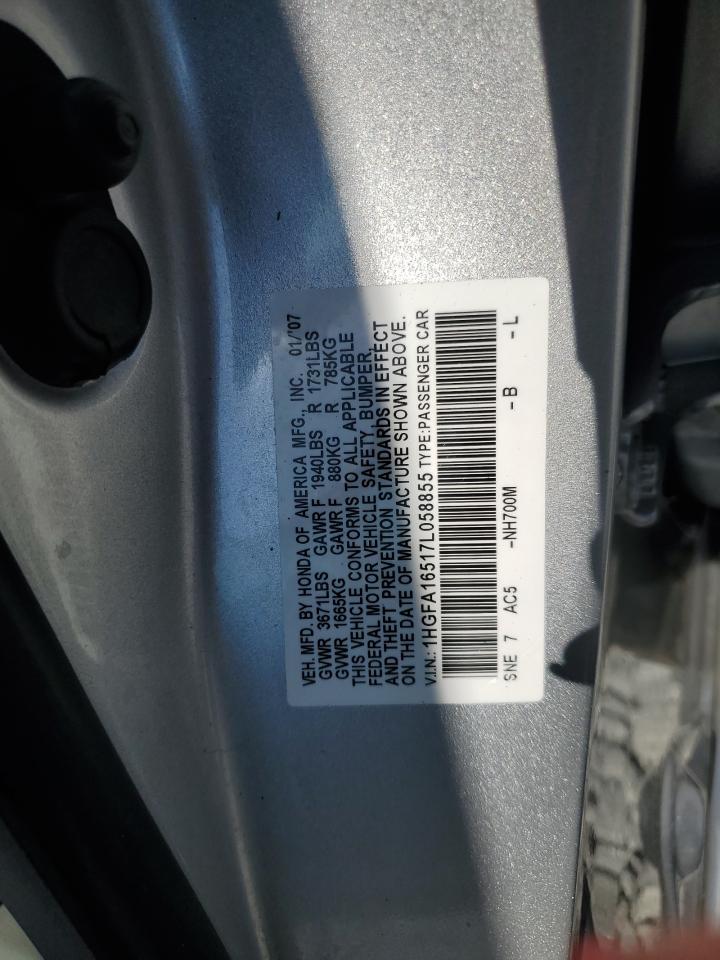 VEH. MFD. BY HONDA OF AMERICA MFG., INC. 01/'07
GVWR 3671LBS GAWR F 1940LBS R 1731LBS
GVWR 1665KG GAWR F 880KG R 785KG
THIS VEHICLE CONFORMS TO ALL APPLICABLE
FEDERAL MOTOR VEHICLE SAFETY, BUMPER,
AND THEFT PREVENTION STANDARDS IN EFFECT
ON THE DATE OF MANUFACTURE SHOWN ABOVE.
V.I.N.: 1HGFA16517L058855 TYPE:PASSENGER CAR
SNE 7 AC5 -NH700M - B - L